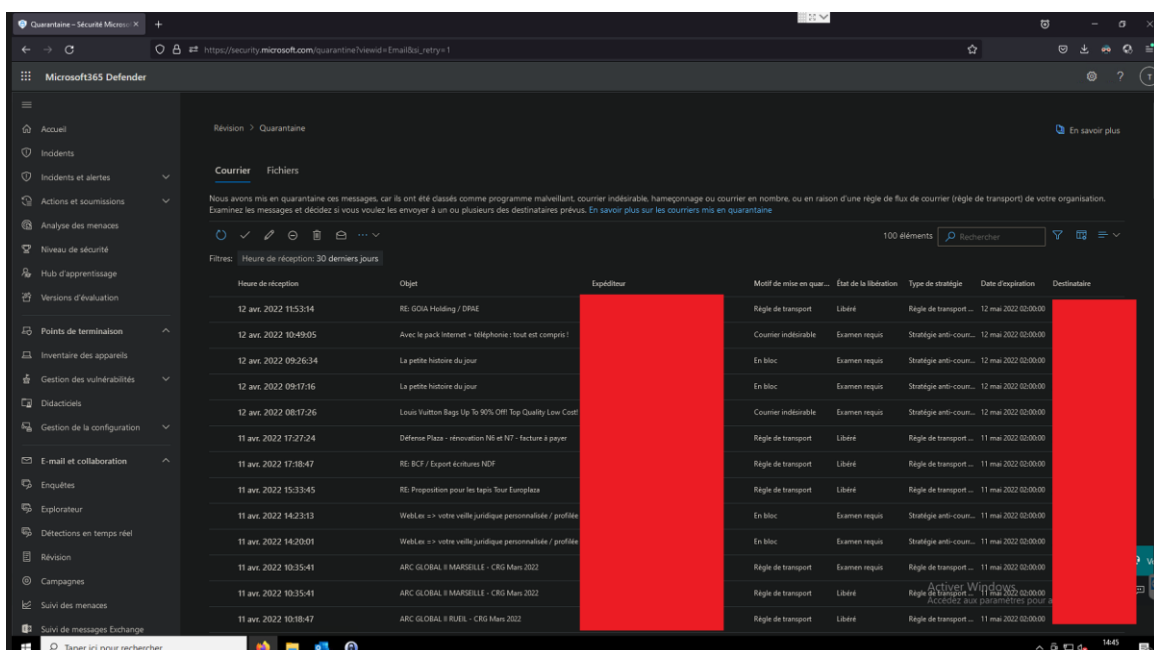 Quarantaine – Sécurité Microso
https://security.microsoft.com/quarantine?viewid=Email&si_retry=1
Microsoft365 Defender
?
T
Accueil
Incidents
Incidents et alertes
Actions et soumissions
Analyse des menaces
Niveau de sécurité
Hub d'apprentissage
Versions d'évaluation
Points de terminaison
Inventaire des appareils
Gestion des vulnérabilités
Didacticiels
Gestion de la configuration
E-mail et collaboration
Enquêtes
Explorateur
Détections en temps réel
Révision
Campagnes
Suivi des menaces
Suivi de messages Exchange
Révision > Quarantaine
En savoir plus
Courrier Fichiers
Nous avons mis en quarantaine ces messages, car ils ont été classés comme programme malveillant, courrier indésirable, hameçonnage ou courrier en nombre, ou en raison d'une règle de flux de courrier (règle de transport) de votre organisation.
Examinez les messages et décidez si vous voulez les envoyer à un ou plusieurs des destinataires prévus. En savoir plus sur les courriers mis en quarantaine
100 éléments Rechercher
Filtres: Heure de réception: 30 derniers jours
Heure de réception Objet Expéditeur Motif de mise en quar... État de la libération Type de stratégie Date d'expiration Destinataire
12 avr. 2022 11:53:14 RE: GOIA Holding / DPAE Règle de transport Libéré Règle de transport ... 12 mai 2022 02:00:00
12 avr. 2022 10:49:05 Avec le pack Internet + téléphonie : tout est compris ! Courrier indésirable Examen requis Stratégie anti-courr... 12 mai 2022 02:00:00
12 avr. 2022 09:26:34 La petite histoire du jour En bloc Examen requis Stratégie anti-courr... 12 mai 2022 02:00:00
12 avr. 2022 09:17:16 La petite histoire du jour En bloc Examen requis Stratégie anti-courr... 12 mai 2022 02:00:00
12 avr. 2022 08:17:26 Louis Vuitton Bags Up To 90% Off! Top Quality Low Cost! Courrier indésirable Examen requis Stratégie anti-courr... 12 mai 2022 02:00:00
11 avr. 2022 17:27:24 Défense Plaza - rénovation N6 et N7 - facture à payer Règle de transport Libéré Règle de transport ... 11 mai 2022 02:00:00
11 avr. 2022 17:18:47 RE: BCF / Export écritures NDF Règle de transport Libéré Règle de transport ... 11 mai 2022 02:00:00
11 avr. 2022 15:33:45 RE: Proposition pour les tapis Tour Europlaza Règle de transport Libéré Règle de transport ... 11 mai 2022 02:00:00
11 avr. 2022 14:23:13 WebLex => votre veille juridique personnalisée / profilée En bloc Examen requis Stratégie anti-courr... 11 mai 2022 02:00:00
11 avr. 2022 14:20:01 WebLex => votre veille juridique personnalisée / profilée En bloc Examen requis Stratégie anti-courr... 11 mai 2022 02:00:00
11 avr. 2022 10:35:41 ARC GLOBAL II MARSEILLE - CRG Mars 2022 Règle de transport Examen requis Règle de transport ... 11 mai 2022 02:00:00
11 avr. 2022 10:35:41 ARC GLOBAL II MARSEILLE - CRG Mars 2022 Règle de transport Libéré Règle de transport ... 11 mai 2022 02:00:00
11 avr. 2022 10:18:47 ARC GLOBAL II RUEIL - CRG Mars 2022 Règle de transport Libéré Règle de transport ... 11 mai 2022 02:00:00
Activer Windows
Accédez aux paramètres pour a
Taper ici pour rechercher
14:45